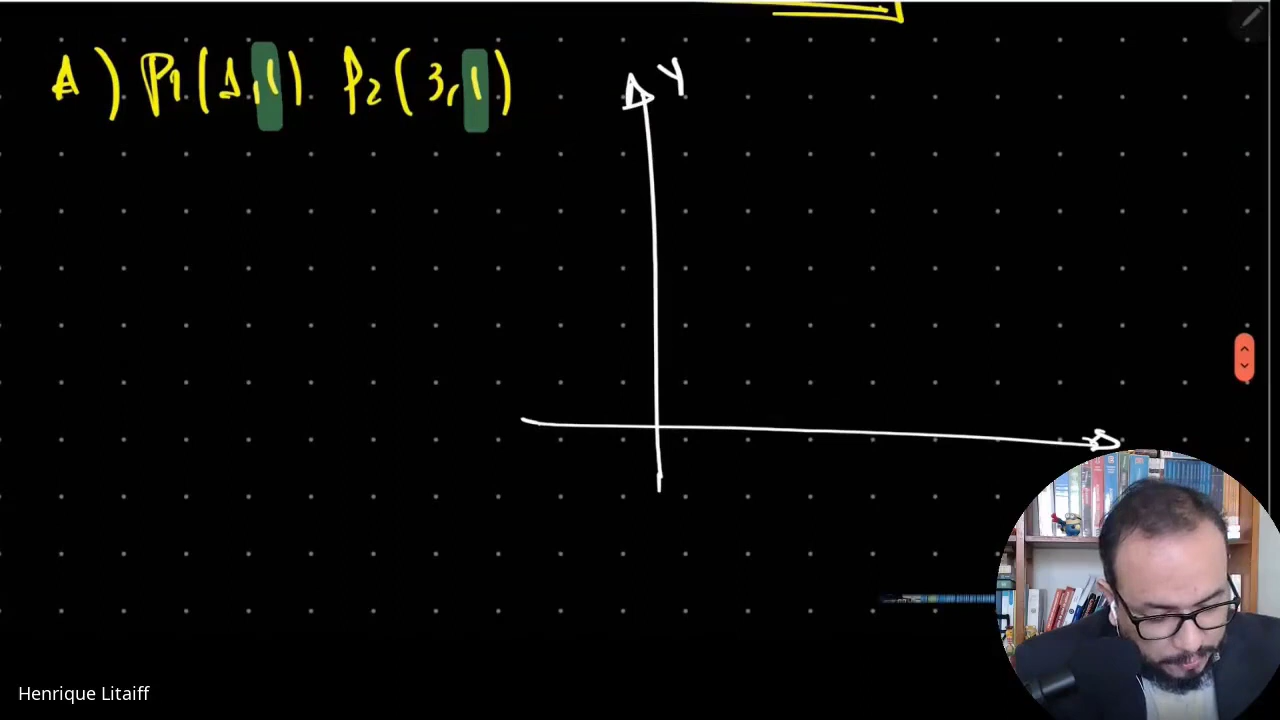 A) P1(1,1) P2(3,1)
Y
Henrique Litaiff